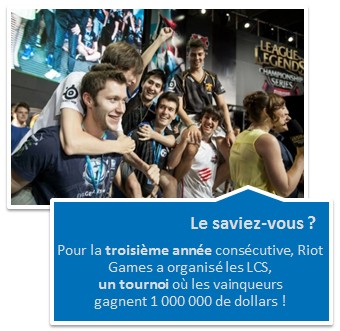 LEAGUE OF
LEGENDS
CHAMPIONSHIP
SERIES
Le saviez-vous ?
Pour la troisième année consécutive, Riot
Games a organisé les LCS,
un tournoi où les vainqueurs
gagnent 1 000 000 de dollars !